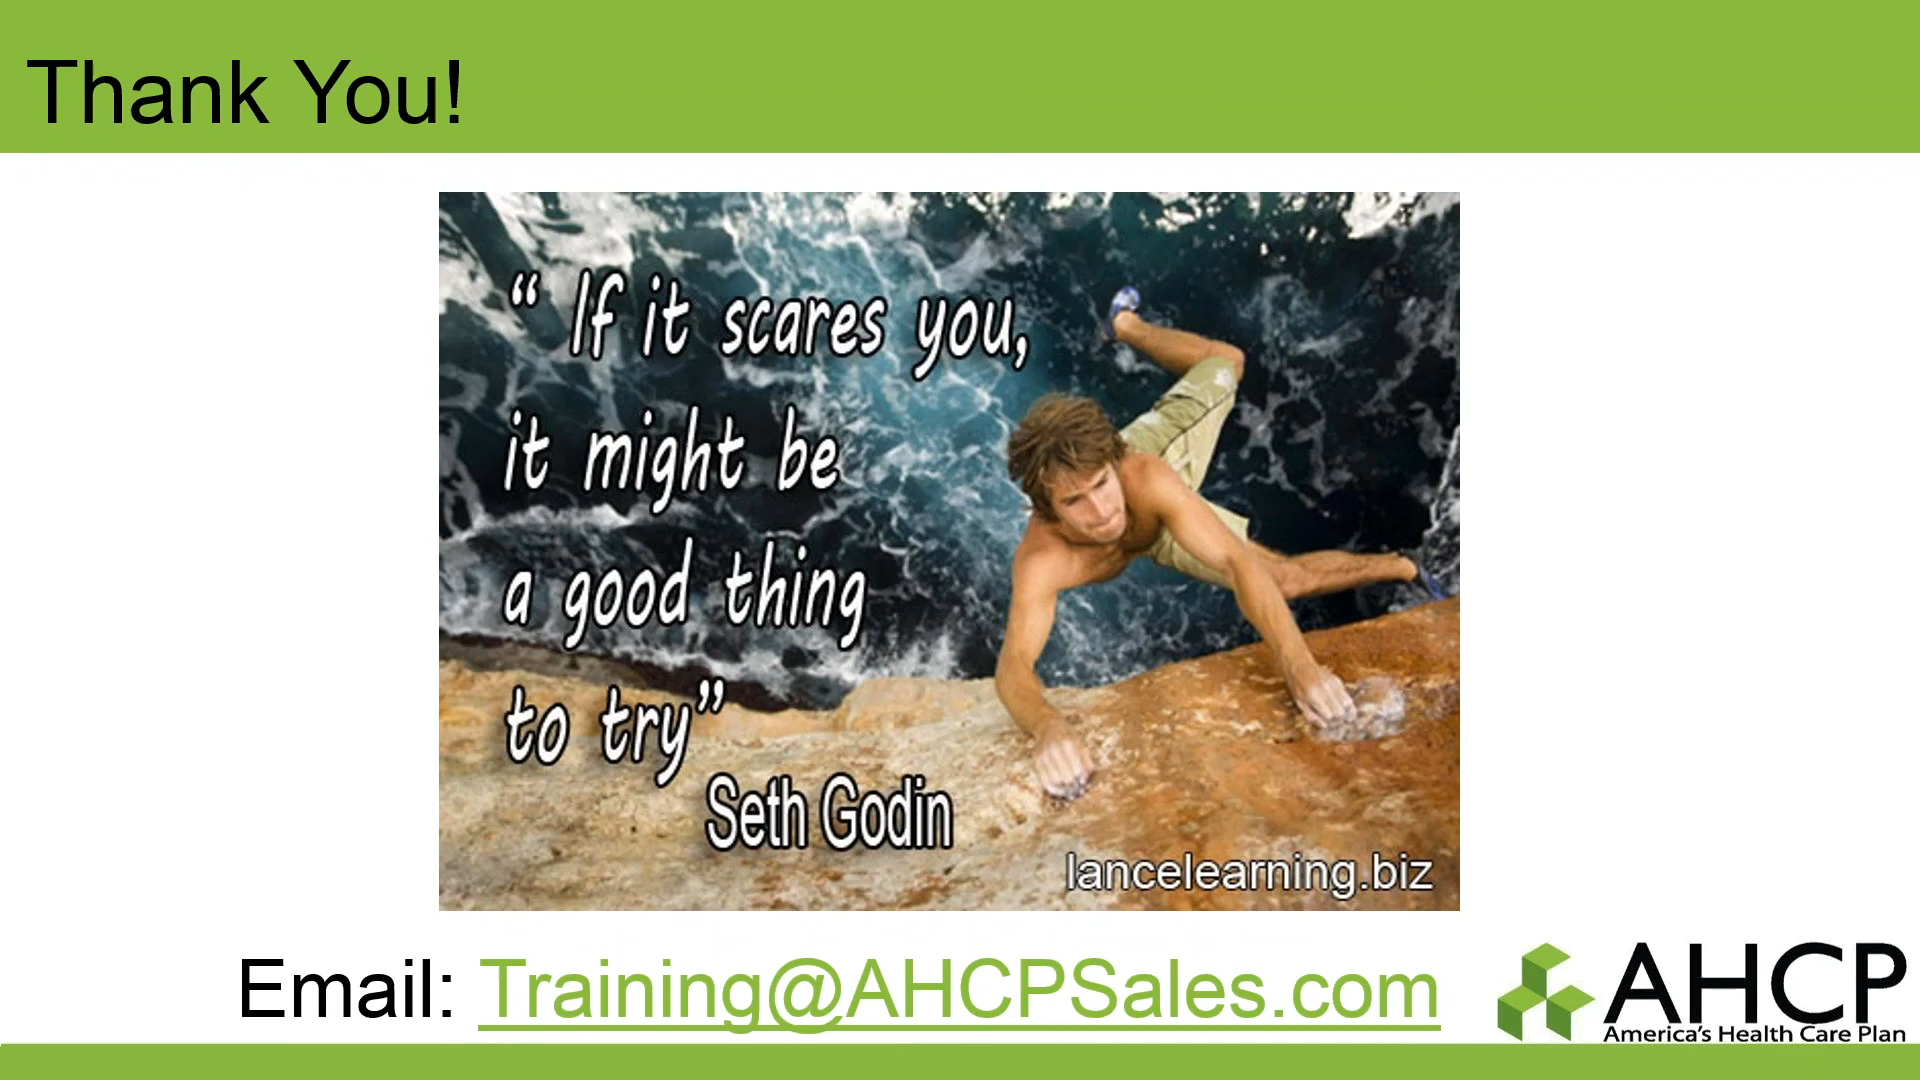 Thank You!
“ If it scares you,
it might be
a good thing
to try”
Seth Godin
lancelearning.biz
Email: Training@AHCPSales.com
AHCP
America's Health Care Plan